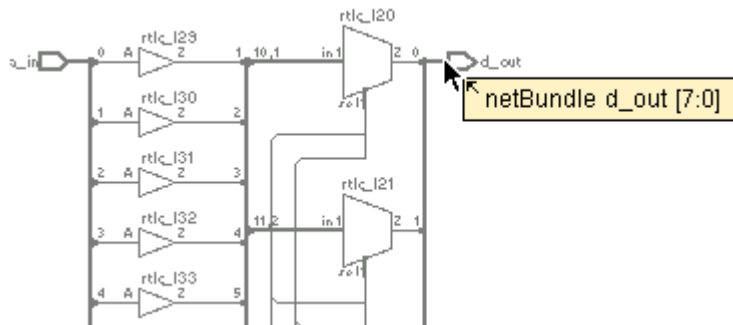 rtlc_I20
rtlc_I29
0 A Z 1 10,1 in1 Z 0 d_out
netBundle d_out [7:0]
rtlc_I30
1 A Z 2
rtlc_I31
2 A Z 3
rtlc_I21
rtlc_I32
3 A Z 4 11,2 in1 Z 1
rtlc_I33
4 A Z 5